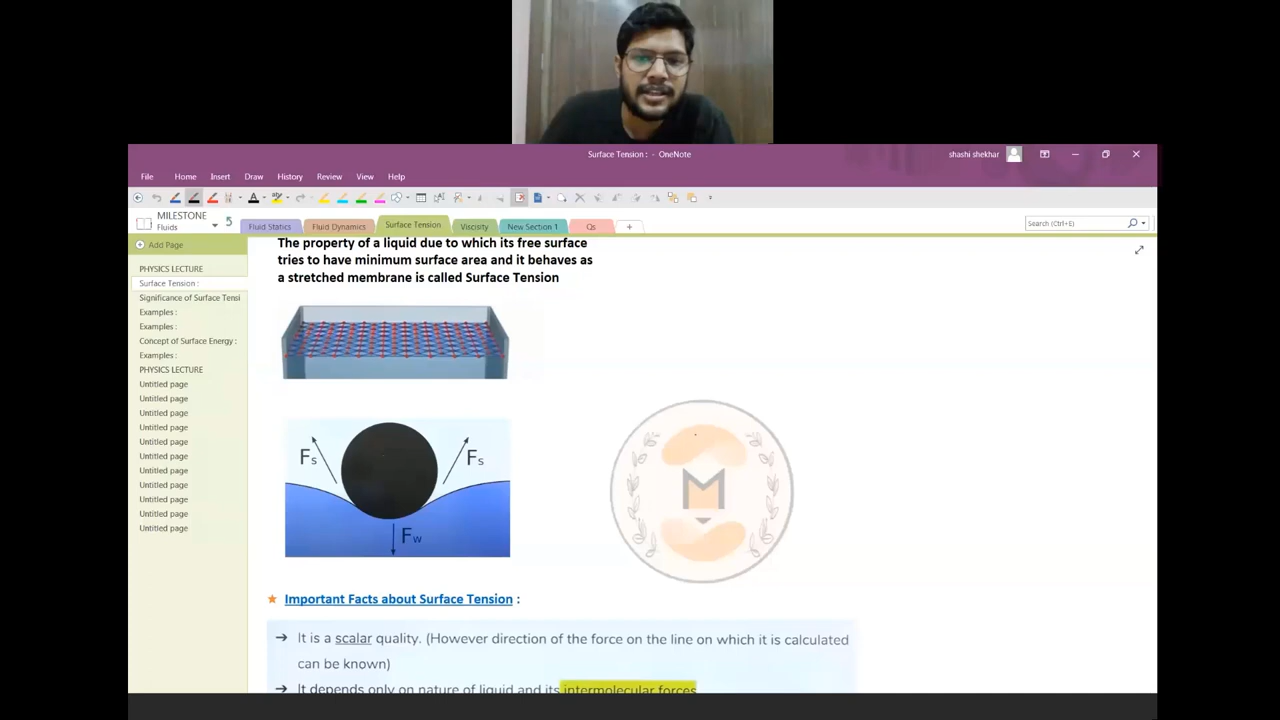 Surface Tension : - OneNote
shashi shekhar
File Home Insert Draw History Review View Help
MILESTONE
Fluids
Fluid Statics Fluid Dynamics Surface Tension Viscosity New Section 1 Qs +
Search (Ctrl+E)
Add Page
PHYSICS LECTURE
Surface Tension :
Significance of Surface Tensi
Examples :
Examples :
Concept of Surface Energy :
Examples :
PHYSICS LECTURE
Untitled page
Untitled page
Untitled page
Untitled page
Untitled page
Untitled page
Untitled page
Untitled page
Untitled page
Untitled page
Untitled page
The property of a liquid due to which its free surface
tries to have minimum surface area and it behaves as
a stretched membrane is called Surface Tension
Fs Fs
Fw
M
Important Facts about Surface Tension :
It is a scalar quality. (However direction of the force on the line on which it is calculated
can be known)
It depends only on nature of liquid and its intermolecular forces